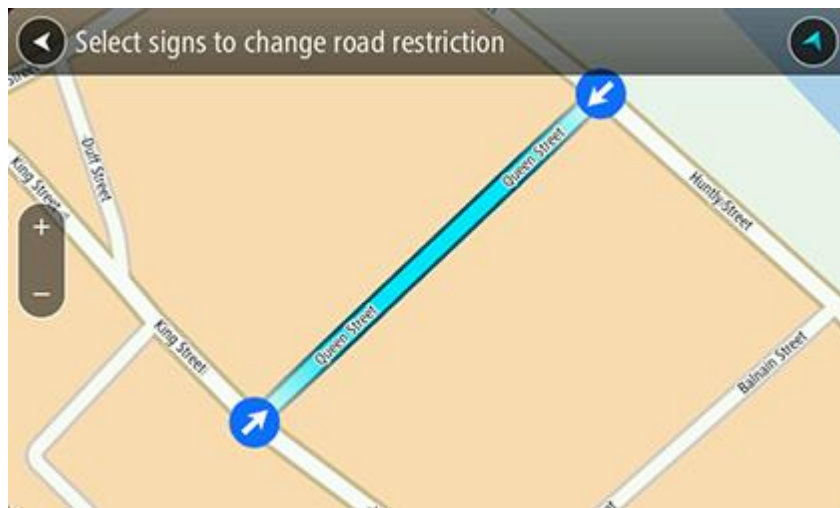 Select signs to change road restriction
Street
Duff Street
King Street
Queen Street
Huntly Street
+
−
Queen Street
King Street
Balnain Street